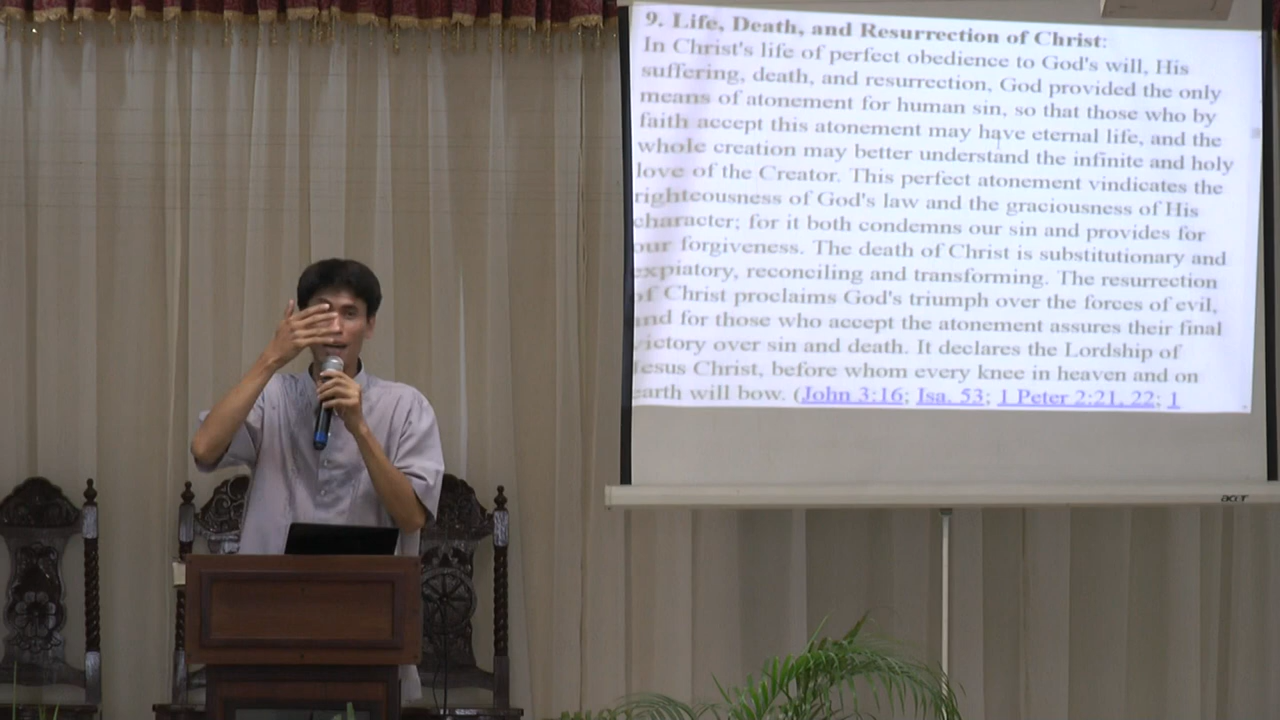 9. Life, Death, and Resurrection of Christ:
In Christ's life of perfect obedience to God's will, His
suffering, death, and resurrection, God provided the only
means of atonement for human sin, so that those who by
faith accept this atonement may have eternal life, and the
whole creation may better understand the infinite and holy
love of the Creator. This perfect atonement vindicates the
righteousness of God's law and the graciousness of His
character; for it both condemns our sin and provides for
our forgiveness. The death of Christ is substitutionary and
expiatory, reconciling and transforming. The resurrection
of Christ proclaims God's triumph over the forces of evil,
and for those who accept the atonement assures their final
victory over sin and death. It declares the Lordship of
Jesus Christ, before whom every knee in heaven and on
earth will bow. (John 3:16; Isa. 53; 1 Peter 2:21, 22; 1
acer